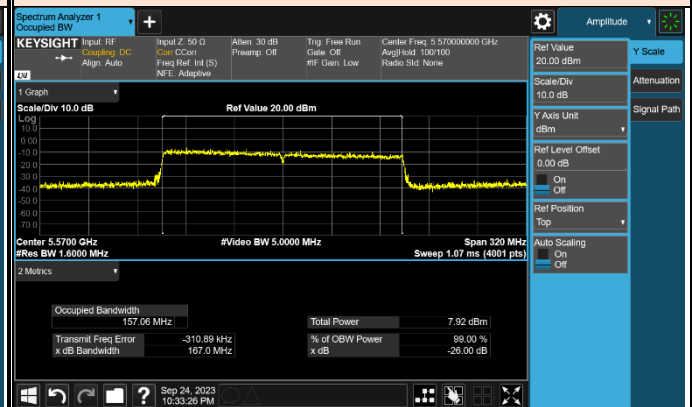 Spectrum Analyzer 1
Occupied BW
+
Amplitude
KEYSIGHT
Input: RF
Coupling: DC
Align: Auto
Input Z: 50 Ω
Corr CCorr
Freq Ref: Int (S)
NFE: Adaptive
Atten: 30 dB
Preamp: Off
Trig: Free Run
Gate: Off
#IF Gain: Low
Center Freq: 5.570000000 GHz
Avg|Hold: 100/100
Radio Std: None
LXI
1 Graph
Scale/Div 10.0 dB
Ref Value 20.00 dBm
Log
10.0
0.00
-10.0
-20.0
-30.0
-40.0
-50.0
-60.0
-70.0
Center 5.5700 GHz
#Video BW 5.0000 MHz
Span 320 MHz
#Res BW 1.6000 MHz
Sweep 1.07 ms (4001 pts)
2 Metrics
Occupied Bandwidth
157.06 MHz
Total Power
7.92 dBm
Transmit Freq Error
-310.89 kHz
% of OBW Power
99.00 %
x dB Bandwidth
167.0 MHz
x dB
-26.00 dB
?
Sep 24, 2023
10:33:26 PM
Ref Value
20.00 dBm
Scale/Div
10.0 dB
Y Axis Unit
dBm
Ref Level Offset
0.00 dB
On
Off
Ref Position
Top
Auto Scaling
On
Off
Y Scale
Attenuation
Signal Path